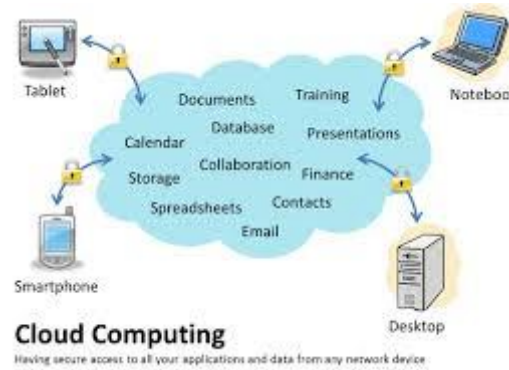 Tablet
Noteboo
Documents
Training
Database
Calendar
Presentations
Collaboration
Storage
Finance
Spreadsheets
Contacts
Email
Smartphone
Desktop
Cloud Computing
Having secure access to all your applications and data from any network device